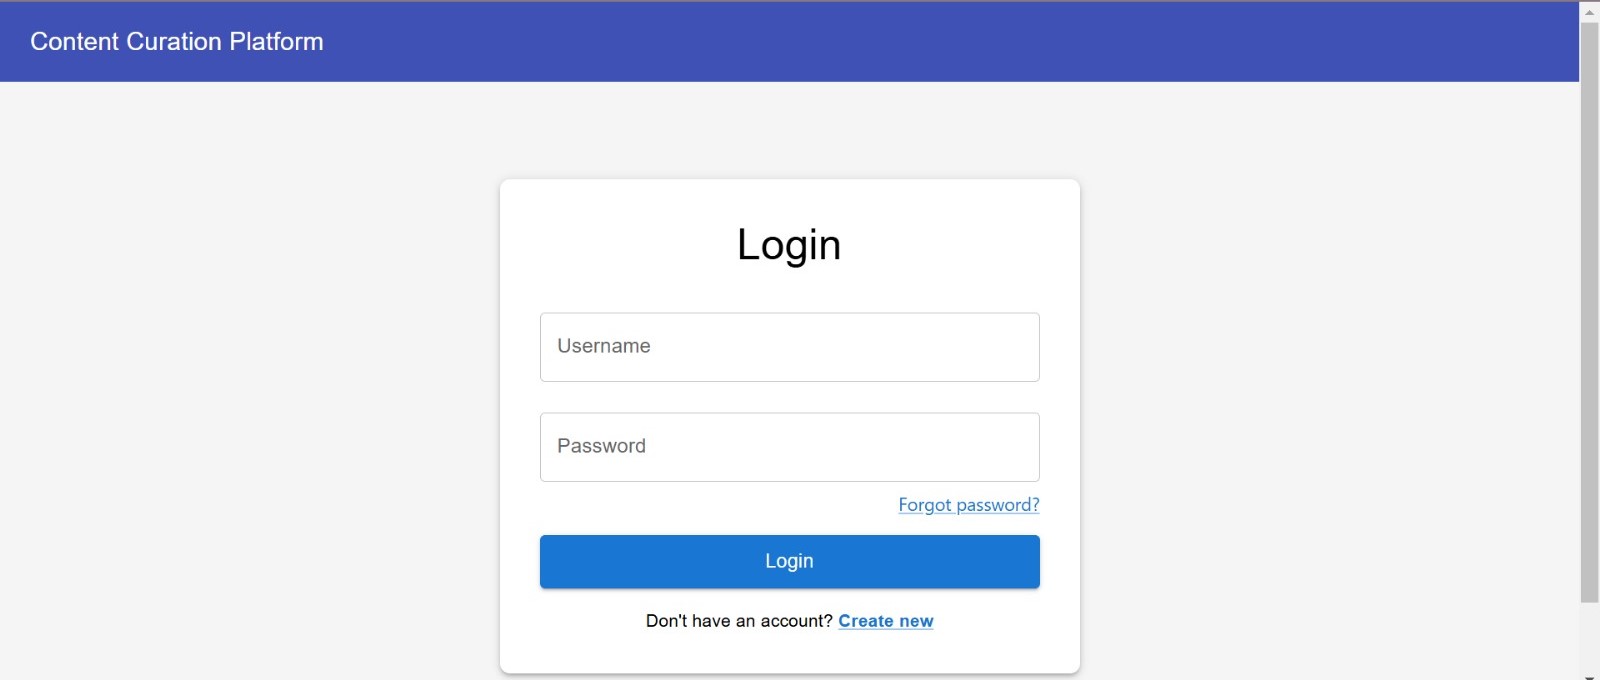 Content Curation Platform
Login
Username
Password
Forgot password?
Login
Don't have an account? Create new